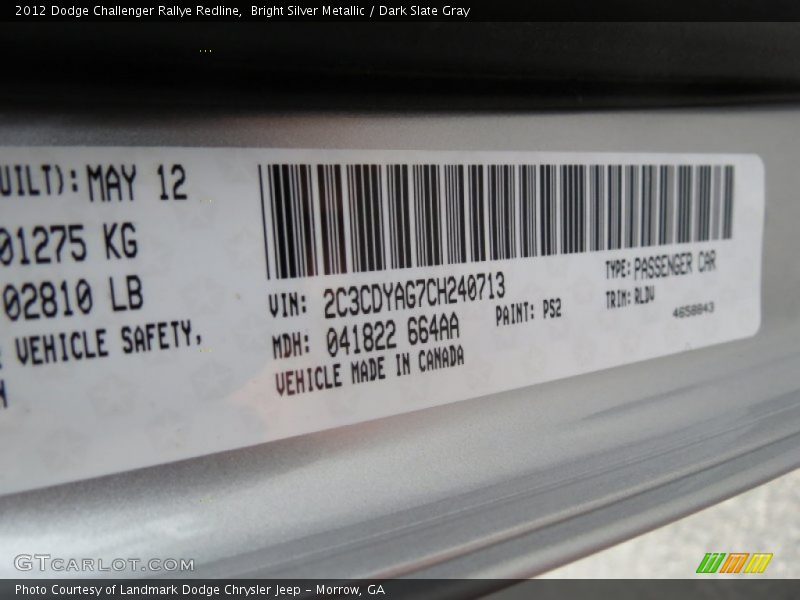 2012 Dodge Challenger Rallye Redline,  Bright Silver Metallic / Dark Slate Gray
UILT): MAY 12
01275 KG
02810 LB
VEHICLE SAFETY,
VIN: 2C3CDYAG7CH240713
TYPE: PASSENGER CAR
MDH: 041822 664AA
PAINT: PS2
TRIM: RLDV
4658843
VEHICLE MADE IN CANADA
GTCARLOT.COM
Photo Courtesy of Landmark Dodge Chrysler Jeep - Morrow, GA